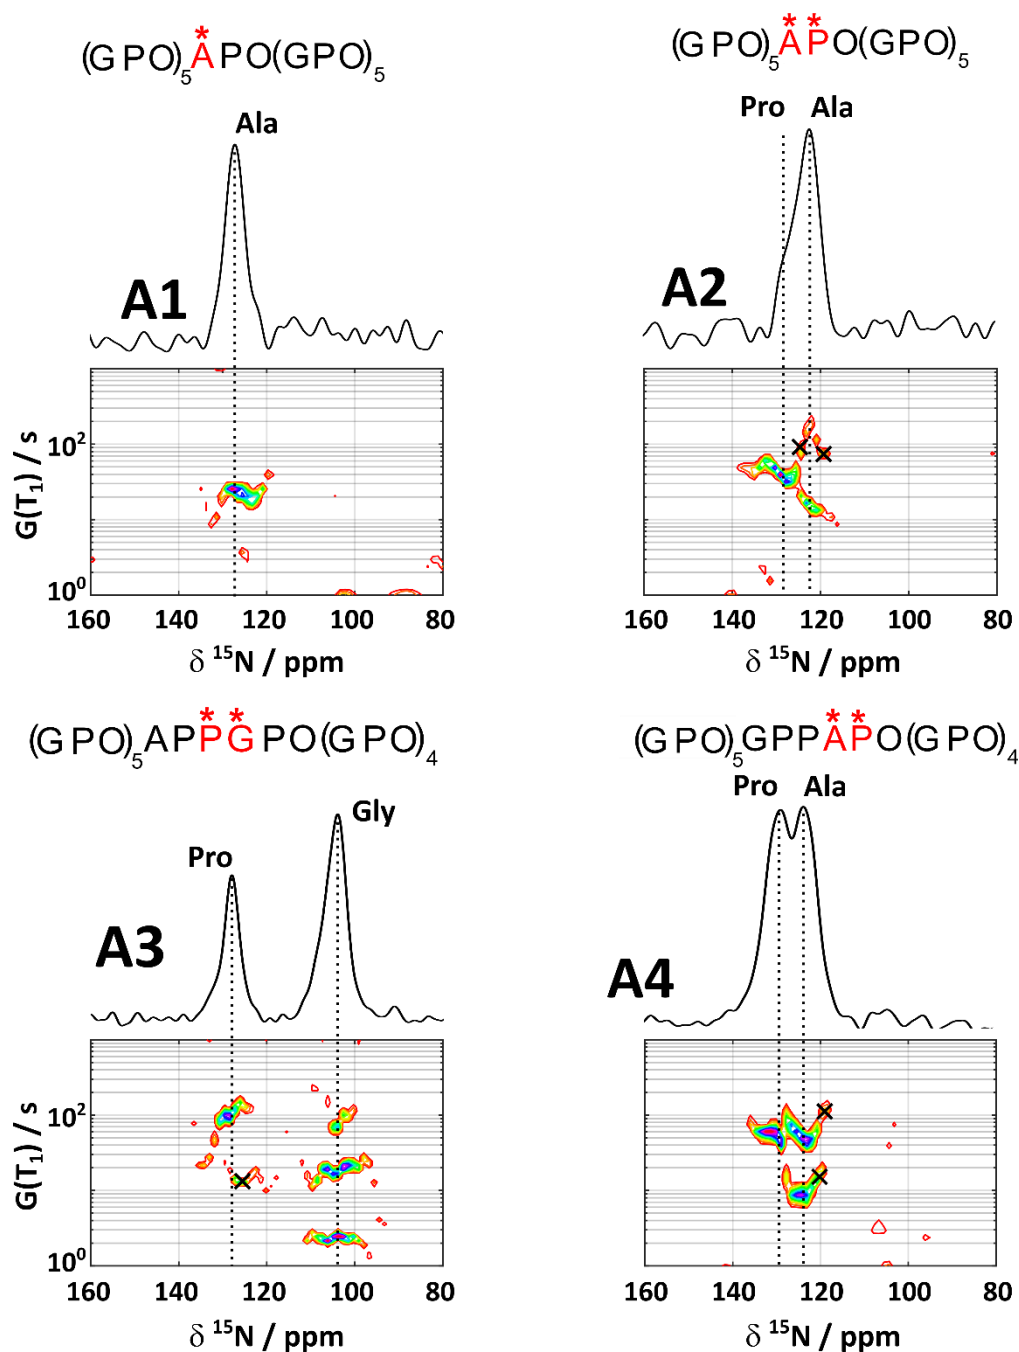 (GPO)5APO(GPO)5
*
Ala
A1
G(T1) / s
10²
10⁰
160 140 120 100 80
δ ¹⁵N / ppm
* *
(GPO)5APO(GPO)5
Pro Ala
A2
160 140 120 100 80
δ ¹⁵N / ppm
* *
(GPO)5APPGPO(GPO)4
Pro
Gly
A3
G(T1) / s
10²
10⁰
160 140 120 100 80
δ ¹⁵N / ppm
* *
(GPO)5GPPAPO(GPO)4
Pro Ala
A4
160 140 120 100 80
δ ¹⁵N / ppm